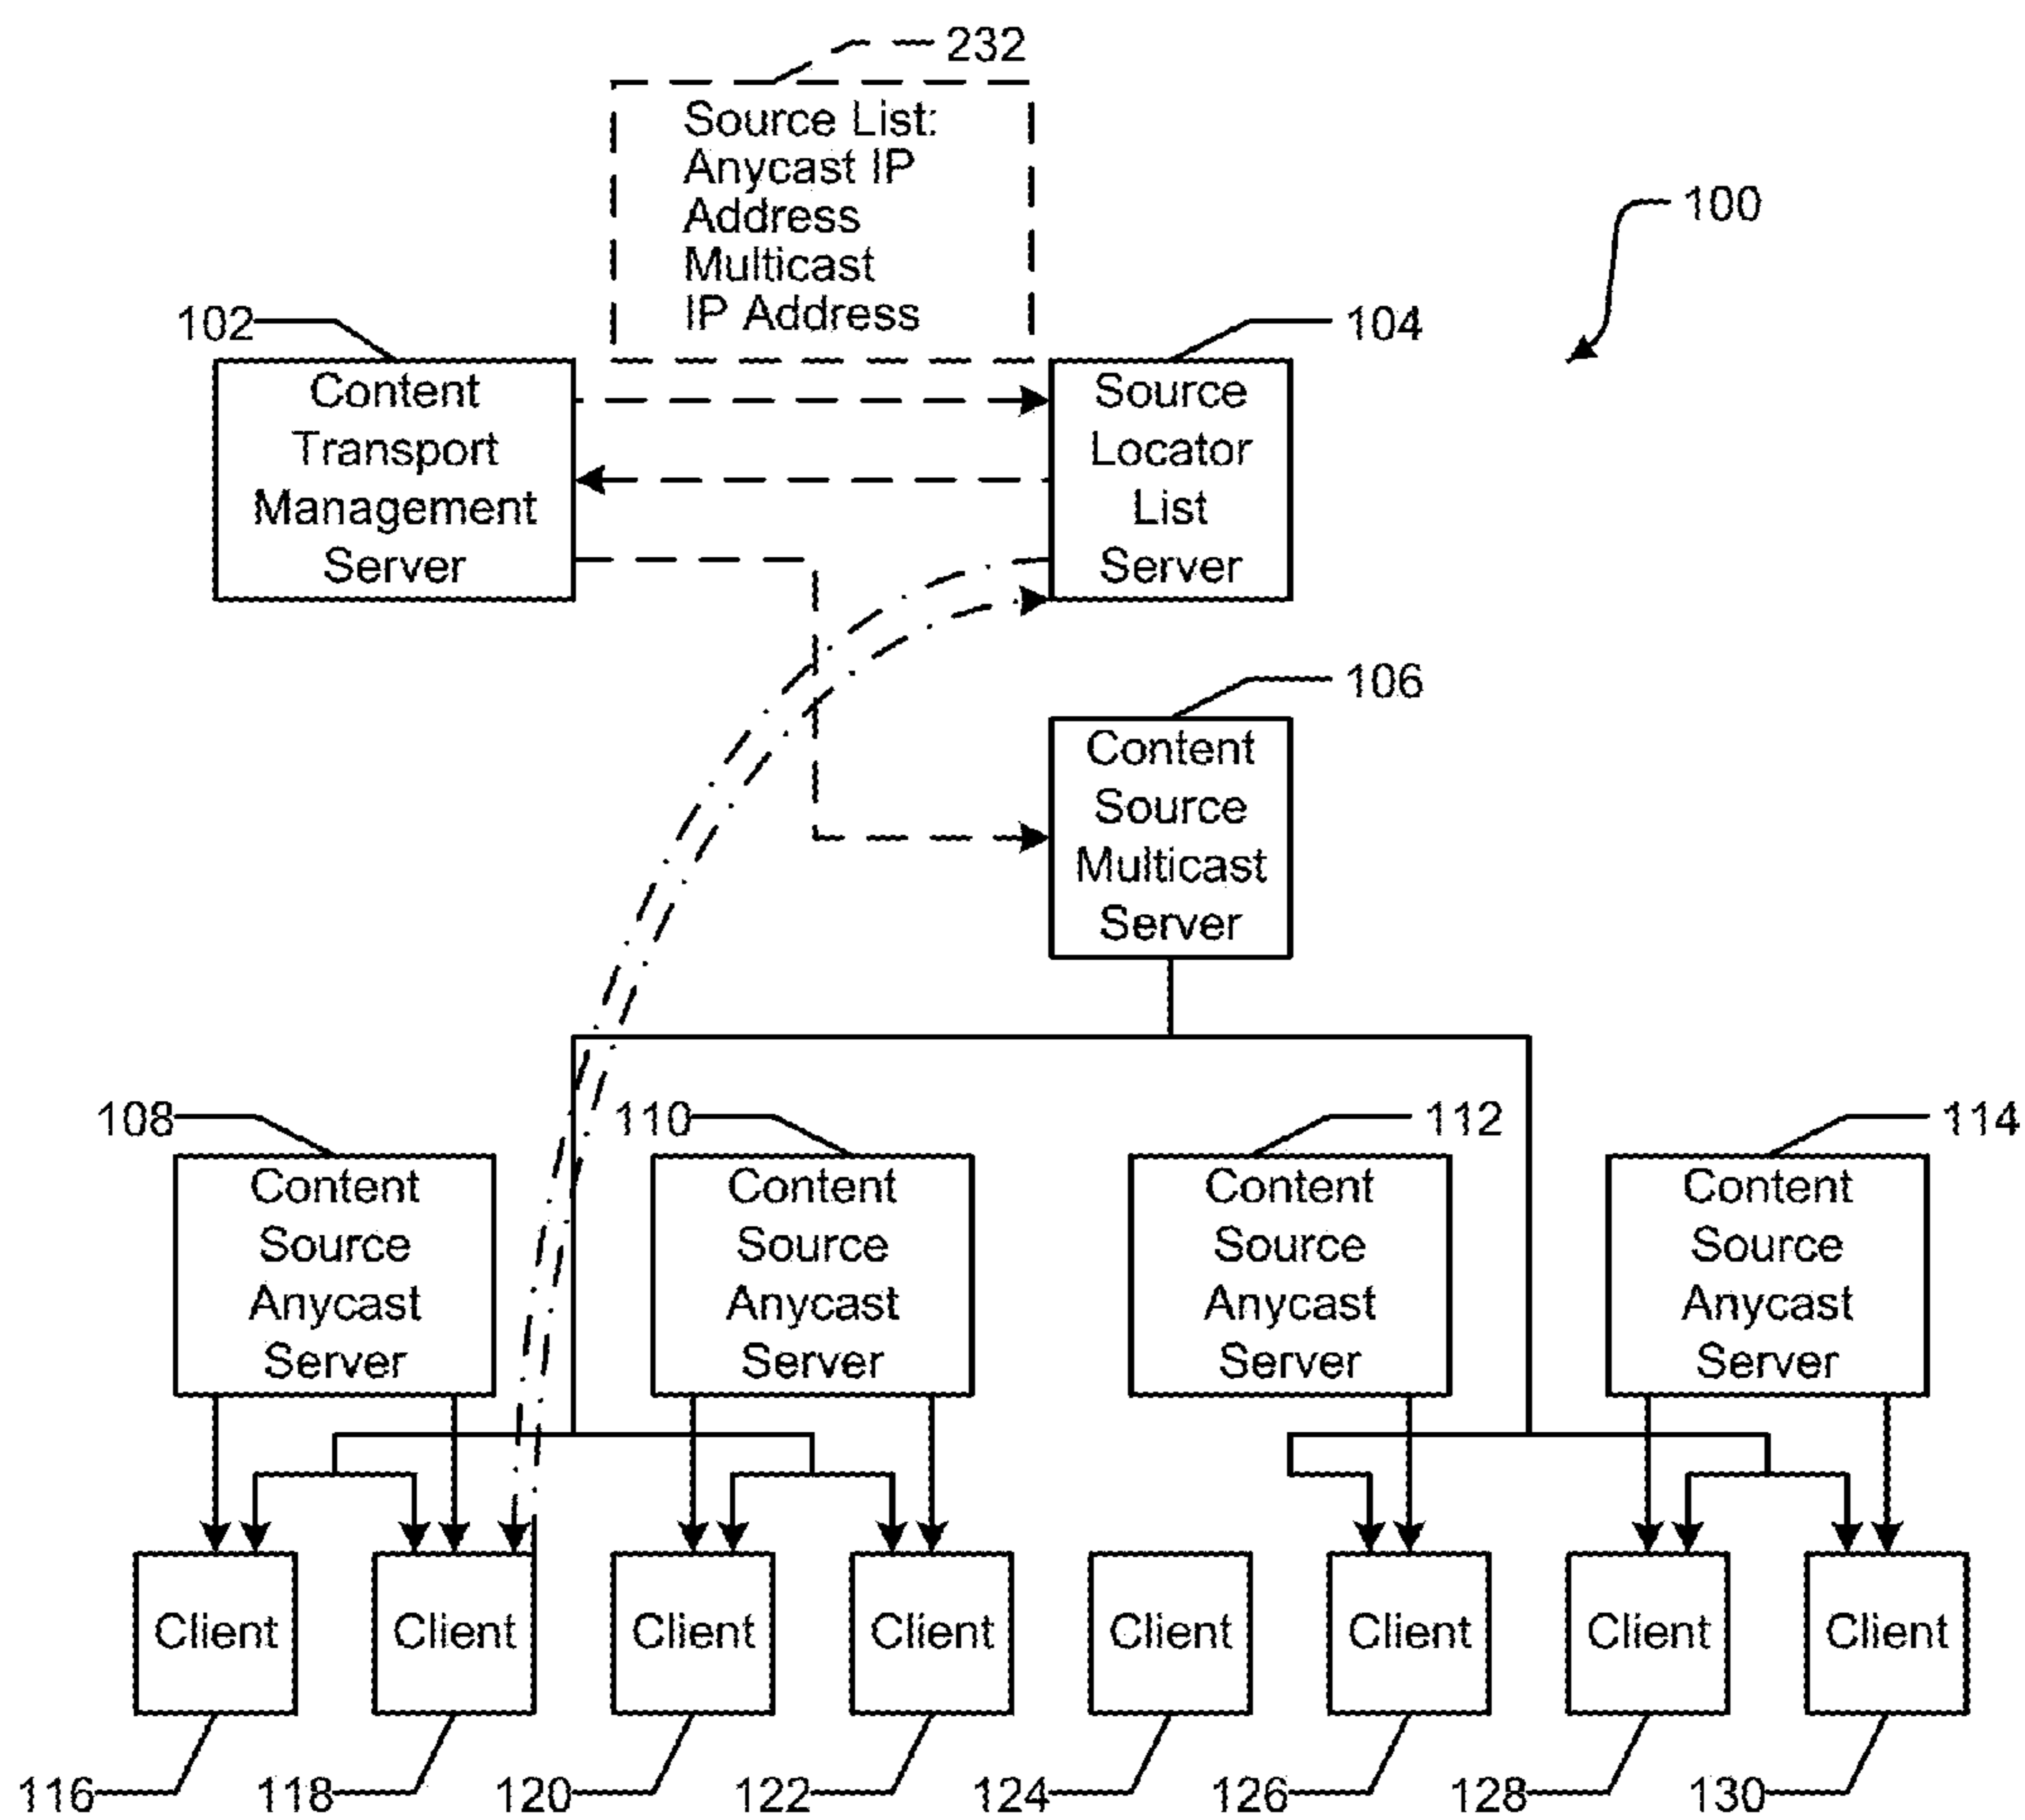 232
Source List:
Anycast IP
Address
Multicast
IP Address
100
102
104
Content
Transport
Management
Server
Source
Locator
List
Server
106
Content
Source
Multicast
Server
108
110
112
114
Content
Source
Anycast
Server
Content
Source
Anycast
Server
Content
Source
Anycast
Server
Content
Source
Anycast
Server
Client
Client
Client
Client
Client
Client
Client
Client
116
118
120
122
124
126
128
130